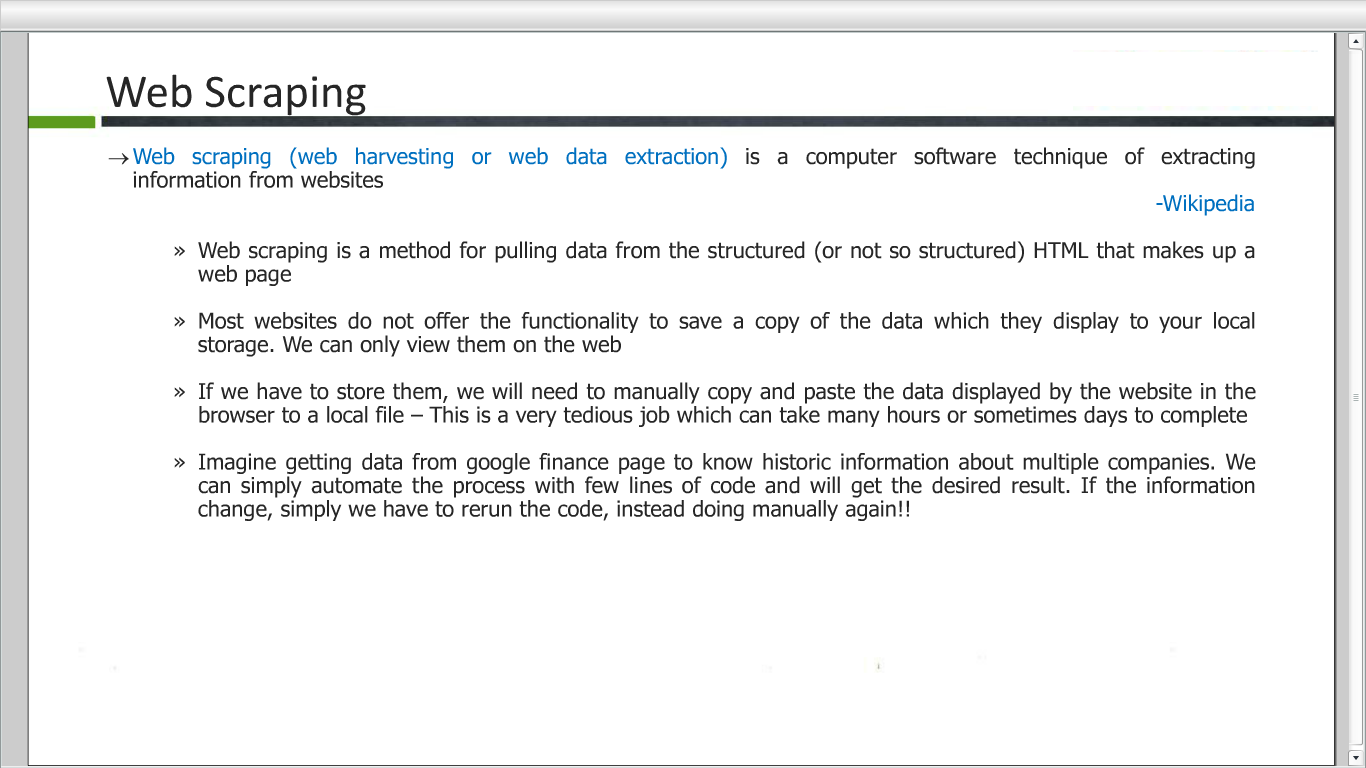 Web Scraping
→Web scraping (web harvesting or web data extraction) is a computer software technique of extracting
information from websites
-Wikipedia
» Web scraping is a method for pulling data from the structured (or not so structured) HTML that makes up a
web page
» Most websites do not offer the functionality to save a copy of the data which they display to your local
storage. We can only view them on the web
» If we have to store them, we will need to manually copy and paste the data displayed by the website in the
browser to a local file – This is a very tedious job which can take many hours or sometimes days to complete
» Imagine getting data from google finance page to know historic information about multiple companies. We
can simply automate the process with few lines of code and will get the desired result. If the information
change, simply we have to rerun the code, instead doing manually again!!